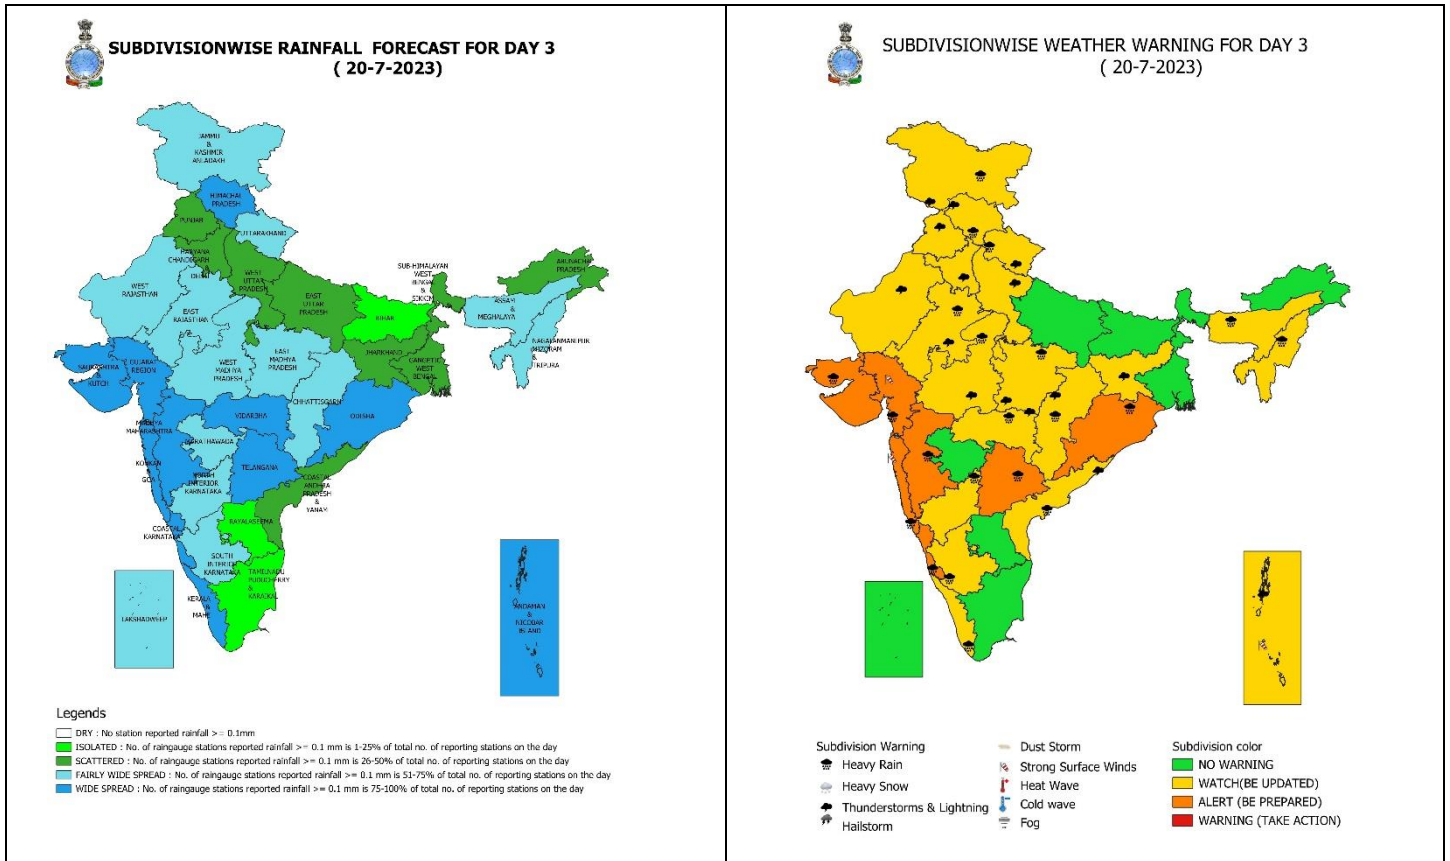 SUBDIVISIONWISE RAINFALL FORECAST FOR DAY 3
( 20-7-2023)
JAMMU
&
KASHMIR
HIMACHAL
PRADESH
PUNJAB
UTTARAKHAND
HARYANA
CHANDIGARH
DELHI
WEST
UTTAR
PRADESH
EAST
UTTAR
PRADESH
WEST
RAJASTHAN
EAST
RAJASTHAN
SUB-HIMALAYAN
WEST
BENGAL
&
SIKKIM
ARUNACHAL
PRADESH
ASSAM
&
MEGHALAYA
MIZORAM
&
TRIPURA
BIHAR
JHARKHAND
GANGETIC
WEST
BENGAL
GUJARAT
REGION
SAURASHTRA
&
KUTCH
WEST
MADHYA
PRADESH
EAST
MADHYA
PRADESH
CHHATTISGARH
ODISHA
VIDARBHA
MADHYA
MAHARASHTRA
MARATHAWADA
KONKAN
GOA
TELANGANA
NORTH
INTERIOR
KARNATAKA
COASTAL
ANDHRA
PRADESH
&
YANAM
RAYALASEEMA
COASTAL
KARNATAKA
SOUTH
INTERIOR
KARNATAKA
TAMILNADU
PUDUCHERRY
&
KARAIKAL
KERALA
&
MAHE
LAKSHADWEEP
ANDAMAN
&
NICOBAR
ISLAND
Legends
DRY : No station reported rainfall >= 0.1mm
ISOLATED : No. of raingauge stations reported rainfall >= 0.1 mm is 1-25% of total no. of reporting stations on the day
SCATTERED : No. of raingauge stations reported rainfall >= 0.1 mm is 26-50% of total no. of reporting stations on the day
FAIRLY WIDE SPREAD : No. of raingauge stations reported rainfall >= 0.1 mm is 51-75% of total no. of reporting stations on the day
WIDE SPREAD : No. of raingauge stations reported rainfall >= 0.1 mm is 75-100% of total no. of reporting stations on the day
SUBDIVISIONWISE WEATHER WARNING FOR DAY 3
( 20-7-2023)
Subdivision Warning
Heavy Rain
Heavy Snow
Thunderstorms & Lightning
Hailstorm
Dust Storm
Strong Surface Winds
Heat Wave
Cold wave
Fog
Subdivision color
NO WARNING
WATCH(BE UPDATED)
ALERT (BE PREPARED)
WARNING (TAKE ACTION)